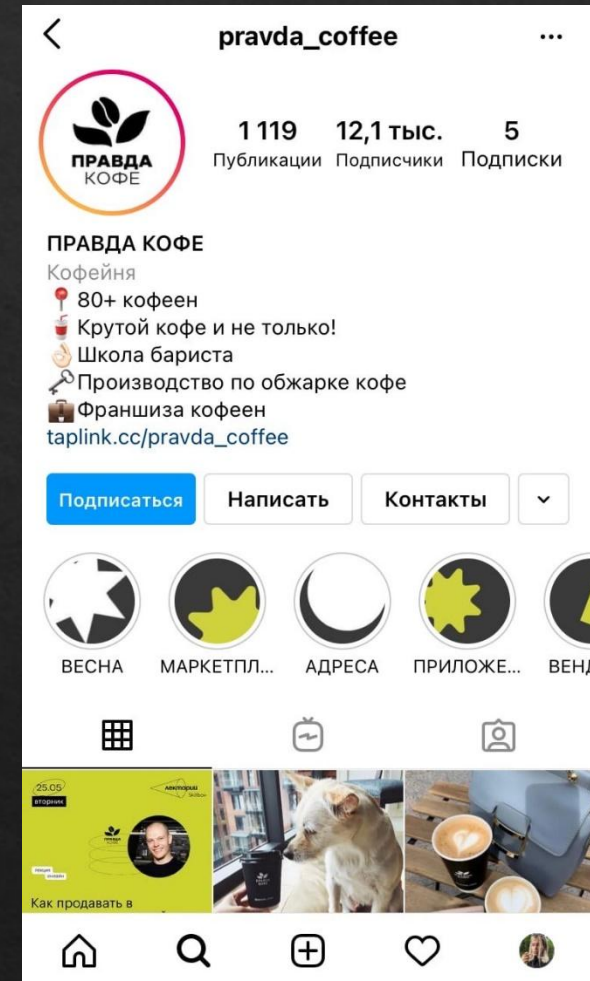 pravda_coffee
ПРАВДА
КОФЕ
1 119 12,1 тыс. 5
Публикации Подписчики Подписки
ПРАВДА КОФЕ
Кофейня
80+ кофеен
Крутой кофе и не только!
Школа бариста
Производство по обжарке кофе
Франшиза кофеен
taplink.cc/pravda_coffee
Подписаться Написать Контакты
ВЕСНА МАРКЕТПЛ... АДРЕСА ПРИЛОЖЕ... ВЕНД
25.05
вторник
лекторий
Как продавать в